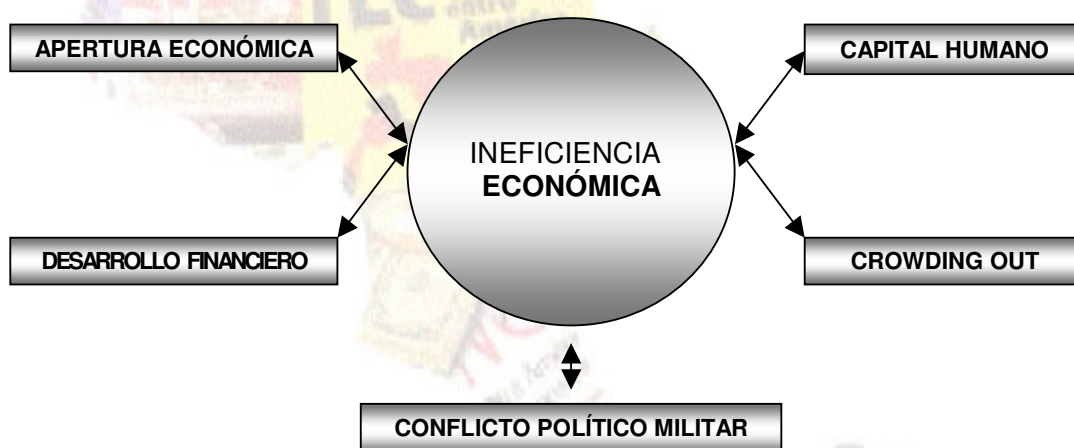 APERTURA ECONÓMICA
CAPITAL HUMANO
INEFICIENCIA
ECONÓMICA
DESARROLLO FINANCIERO
CROWDING OUT
CONFLICTO POLÍTICO MILITAR